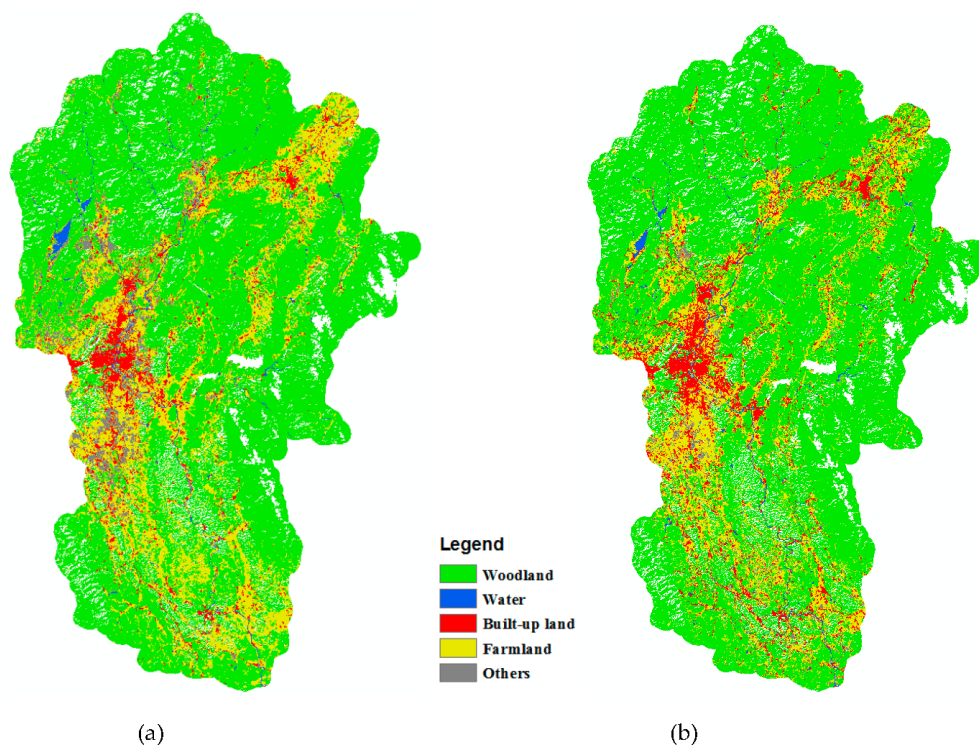 Legend
Woodland
Water
Built-up land
Farmland
Others
(a)
(b)